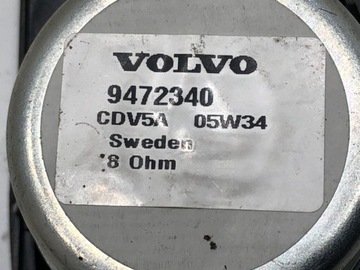 VOLVO
9472340
CDV5A 05W34
Sweden
8 Ohm